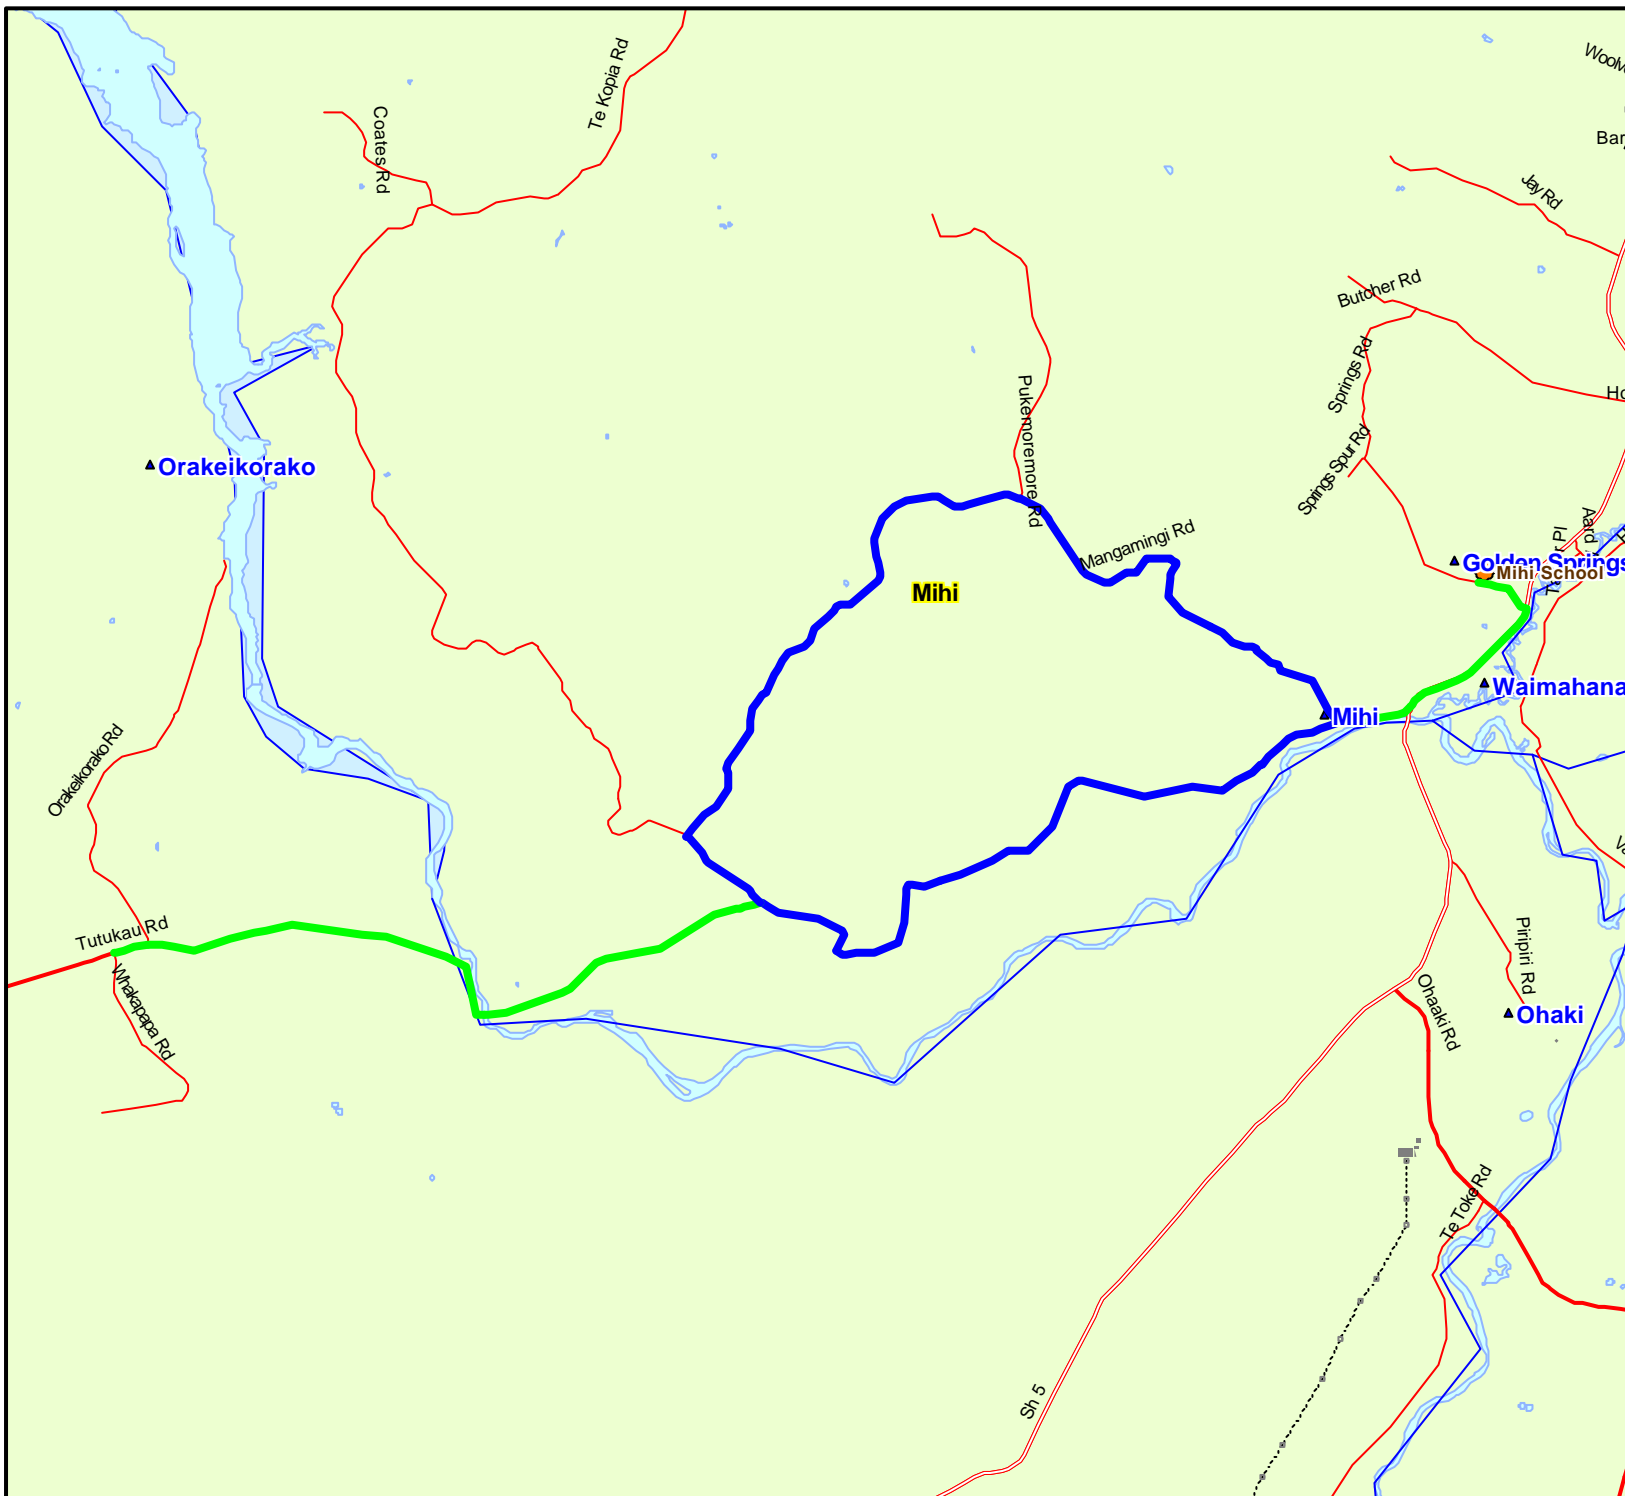 Te Kopia Rd
Coates Rd
Jay Rd
Butcher Rd
Springs Rd
Pukemoremore Rd
Springs Spur Rd
Orakeikorako
Mangamingi Rd
Aard
Golden Springs
Mihi School
Mihi
Waimahana
Mihi
Orakeikorako Rd
Tutukau Rd
Whakapapa Rd
Piripiri Rd
Ohaaki Rd
Ohaki
Te Toke Rd
Sh 5